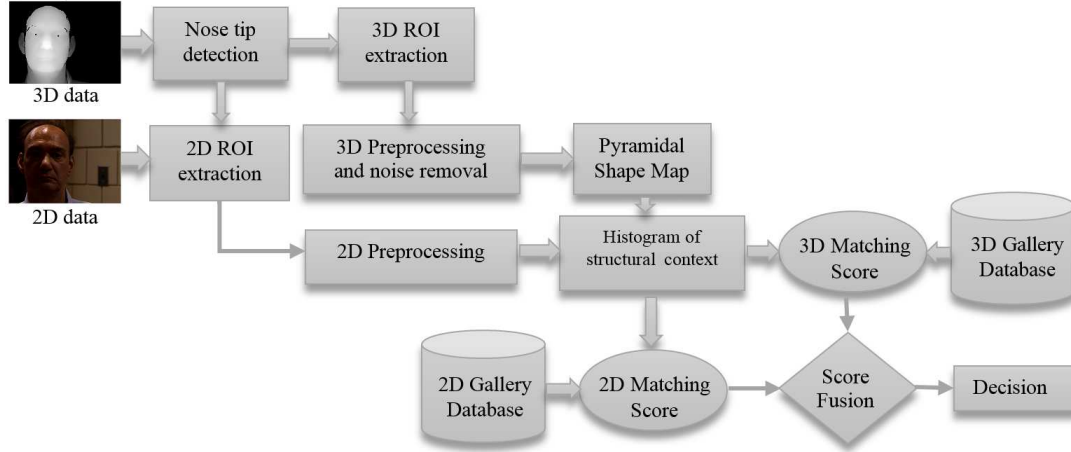 Nose tip
detection
3D ROI
extraction
3D data
2D ROI
extraction
3D Preprocessing
and noise removal
Pyramidal
Shape Map
2D data
2D Preprocessing
Histogram of
structural context
3D Matching
Score
3D Gallery
Database
2D Gallery
Database
2D Matching
Score
Score
Fusion
Decision